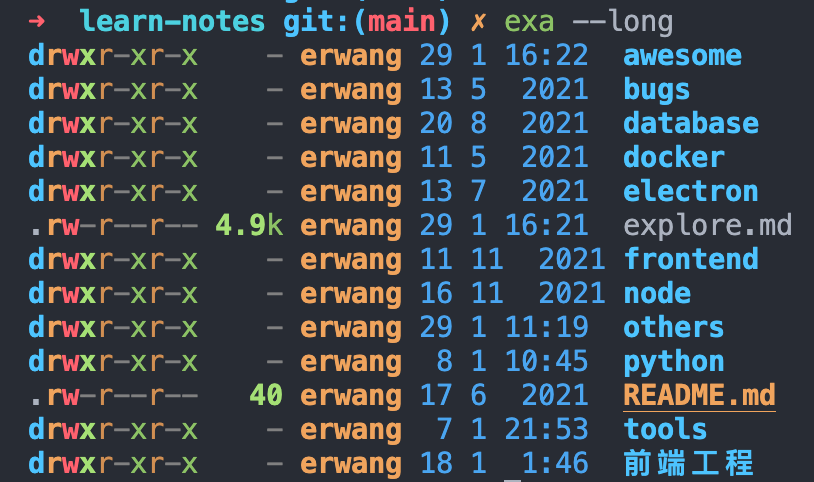 ➜ learn-notes git:(main) ✗ exa --long
drwxr-xr-x - erwang 29 1 16:22 awesome
drwxr-xr-x - erwang 13 5 2021 bugs
drwxr-xr-x - erwang 20 8 2021 database
drwxr-xr-x - erwang 11 5 2021 docker
drwxr-xr-x - erwang 13 7 2021 electron
.rw-r--r-- 4.9k erwang 29 1 16:21 explore.md
drwxr-xr-x - erwang 11 11 2021 frontend
drwxr-xr-x - erwang 16 11 2021 node
drwxr-xr-x - erwang 29 1 11:19 others
drwxr-xr-x - erwang 8 1 10:45 python
.rw-r--r-- 40 erwang 17 6 2021 README.md
drwxr-xr-x - erwang 7 1 21:53 tools
drwxr-xr-x - erwang 18 1 1:46 前端工程